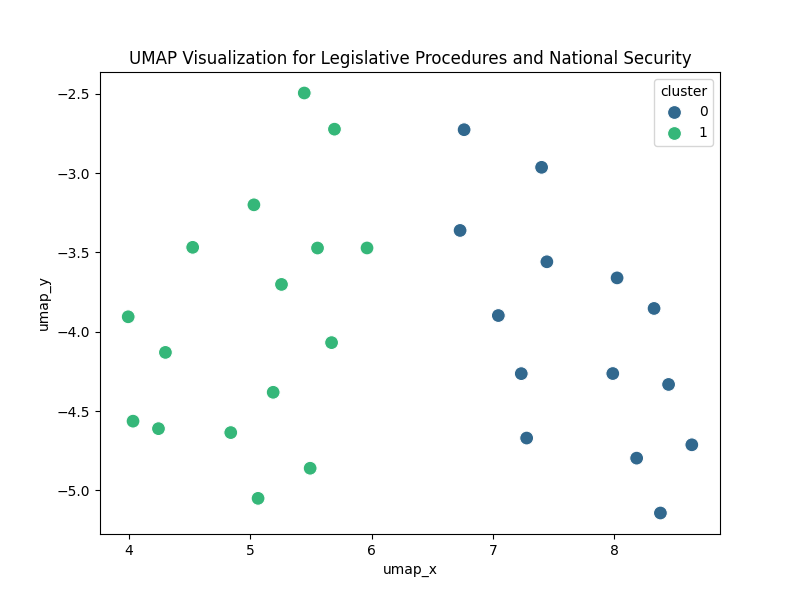 UMAP Visualization for Legislative Procedures and National Security
cluster
0
1
−2.5
−3.0
−3.5
−4.0
−4.5
−5.0
umap_y
4 5 6 7 8
umap_x